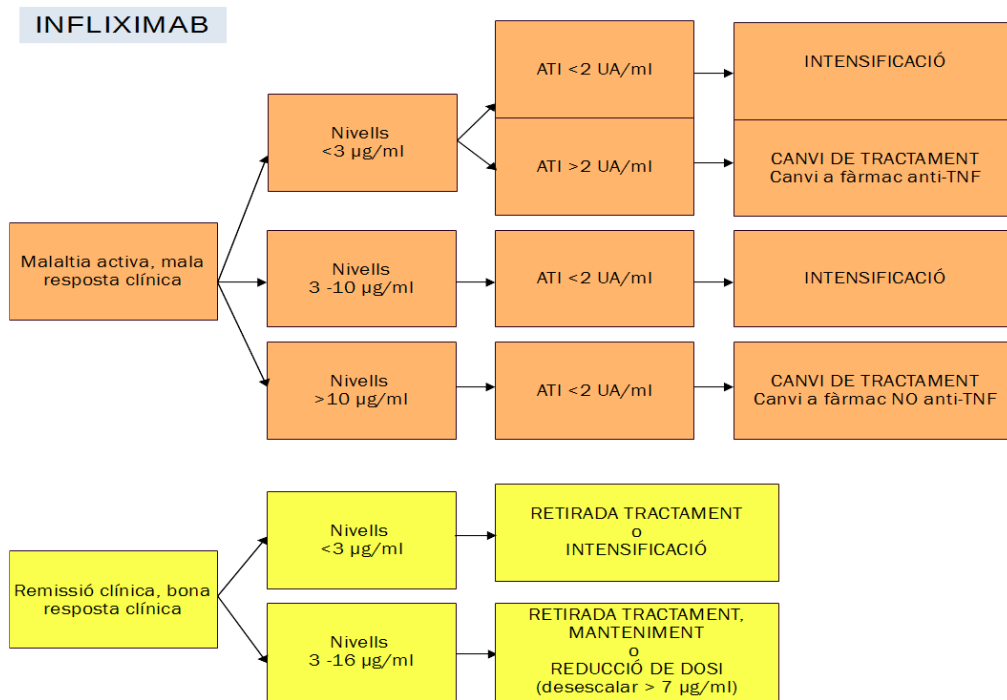 INFLIXIMAB
Malaltia activa, mala
resposta clínica
Nivells
<3 µg/ml
ATI <2 UA/ml
INTENSIFICACIÓ
ATI >2 UA/ml
CANVI DE TRACTAMENT
Canvi a fàrmac anti-TNF
Nivells
3 -10 µg/ml
ATI <2 UA/ml
INTENSIFICACIÓ
Nivells
>10 µg/ml
ATI <2 UA/ml
CANVI DE TRACTAMENT
Canvi a fàrmac NO anti-TNF
Remissió clínica, bona
resposta clínica
Nivells
<3 µg/ml
RETIRADA TRACTAMENT
o
INTENSIFICACIÓ
Nivells
3 -16 µg/ml
RETIRADA TRACTAMENT,
MANTENIMENT
o
REDUCCIÓ DE DOSI
(desescalar > 7 µg/ml)